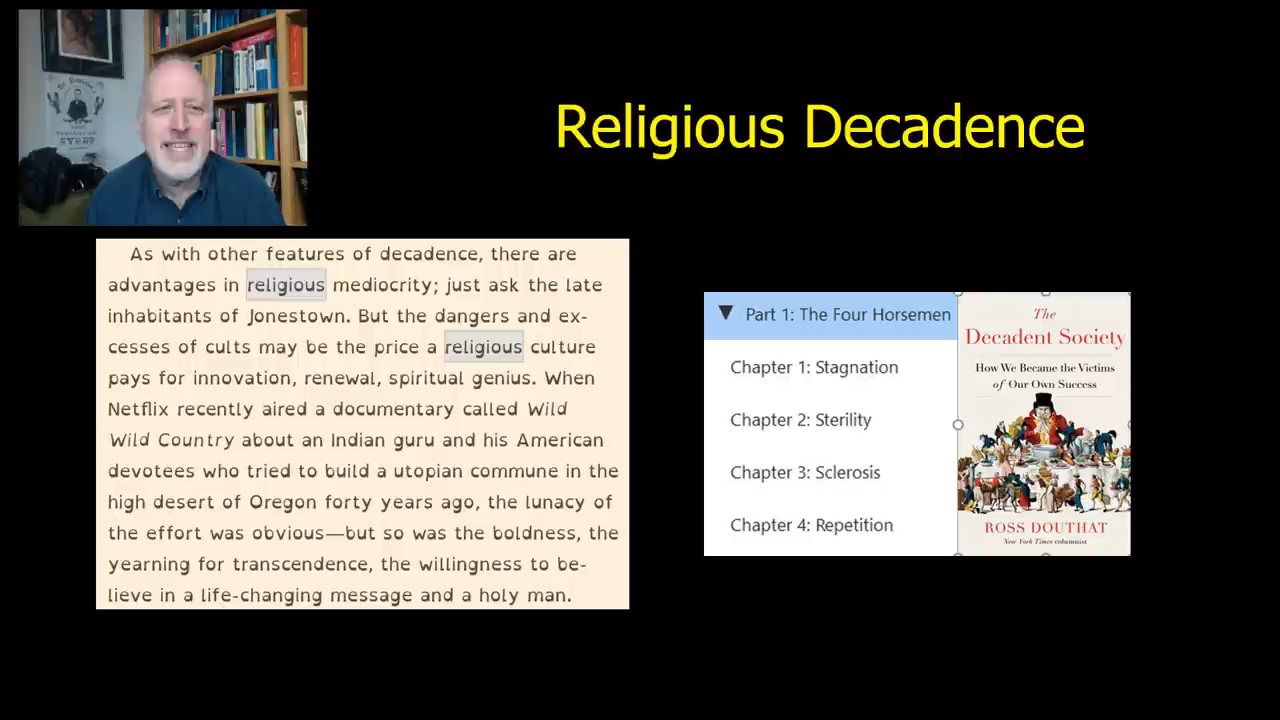 Religious Decadence
As with other features of decadence, there are
advantages in religious mediocrity; just ask the late
inhabitants of Jonestown. But the dangers and ex-
cesses of cults may be the price a religious culture
pays for innovation, renewal, spiritual genius. When
Netflix recently aired a documentary called Wild
Wild Country about an Indian guru and his American
devotees who tried to build a utopian commune in the
high desert of Oregon forty years ago, the lunacy of
the effort was obvious—but so was the boldness, the
yearning for transcendence, the willingness to be-
lieve in a life-changing message and a holy man.
Part 1: The Four Horsemen
Chapter 1: Stagnation
Chapter 2: Sterility
Chapter 3: Sclerosis
Chapter 4: Repetition
The
Decadent Society
How We Became the Victims
of Our Own Success
ROSS DOUTHAT
New York Times columnist